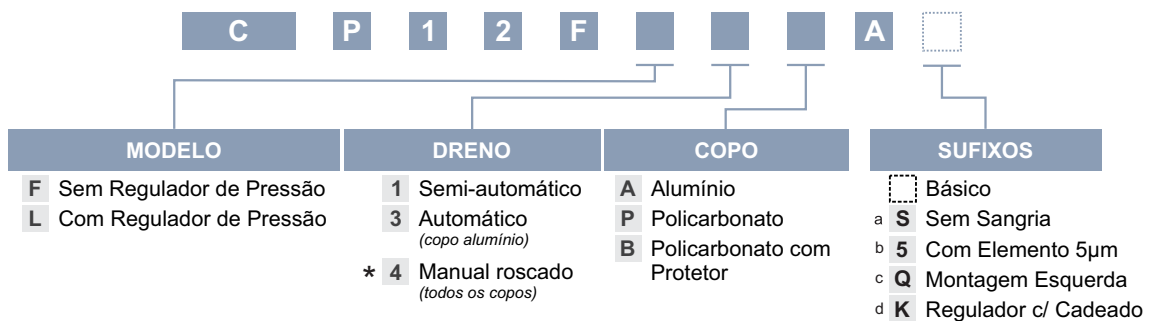 C P 1 2 F A
MODELO DRENO COPO SUFIXOS
F Sem Regulador de Pressão
L Com Regulador de Pressão
1 Semi-automático
3 Automático
(copo alumínio)
* 4 Manual roscado
(todos os copos)
A Alumínio
P Policarbonato
B Policarbonato com
Protetor
Básico
a S Sem Sangria
b 5 Com Elemento 5µm
c Q Montagem Esquerda
d K Regulador c/ Cadeado